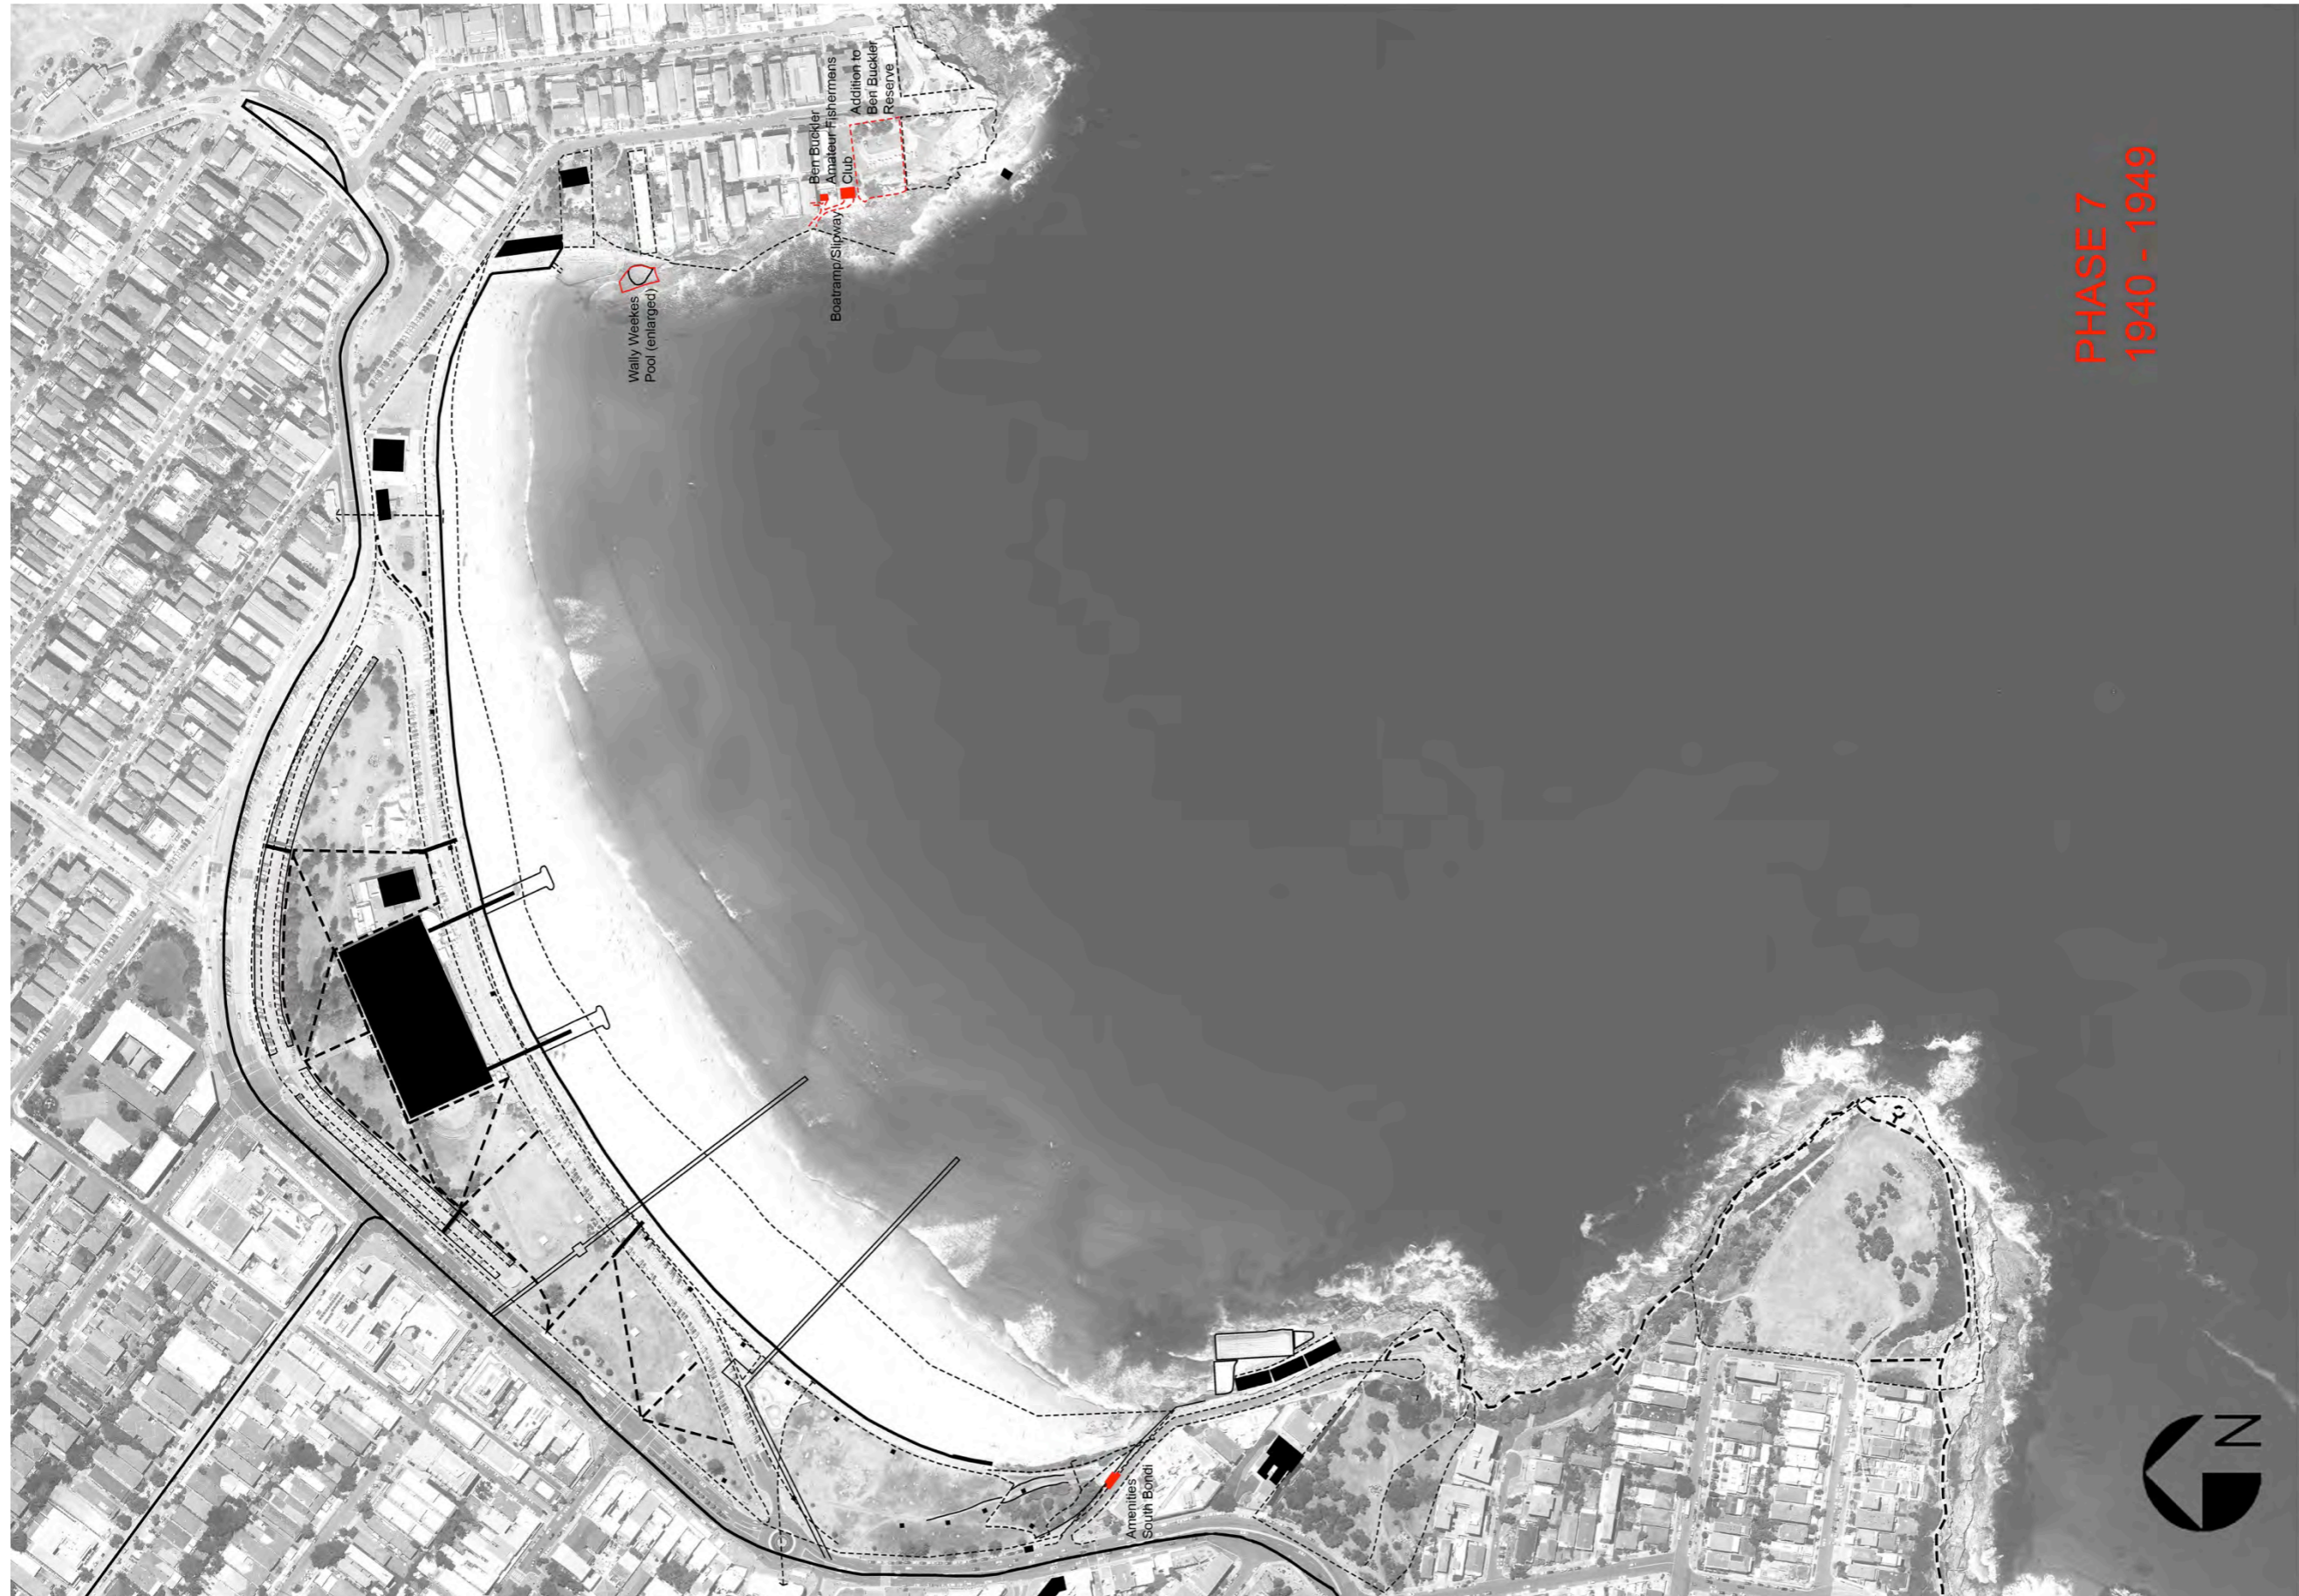 Ben Buckler
Amateur Fishermens
Club
Addition to
Ben Buckler
Reserve
Boatramp/Slipway
Wally Weekes
Pool (enlarged)
PHASE 7
1940 - 1949
Amenities
South Bondi
N